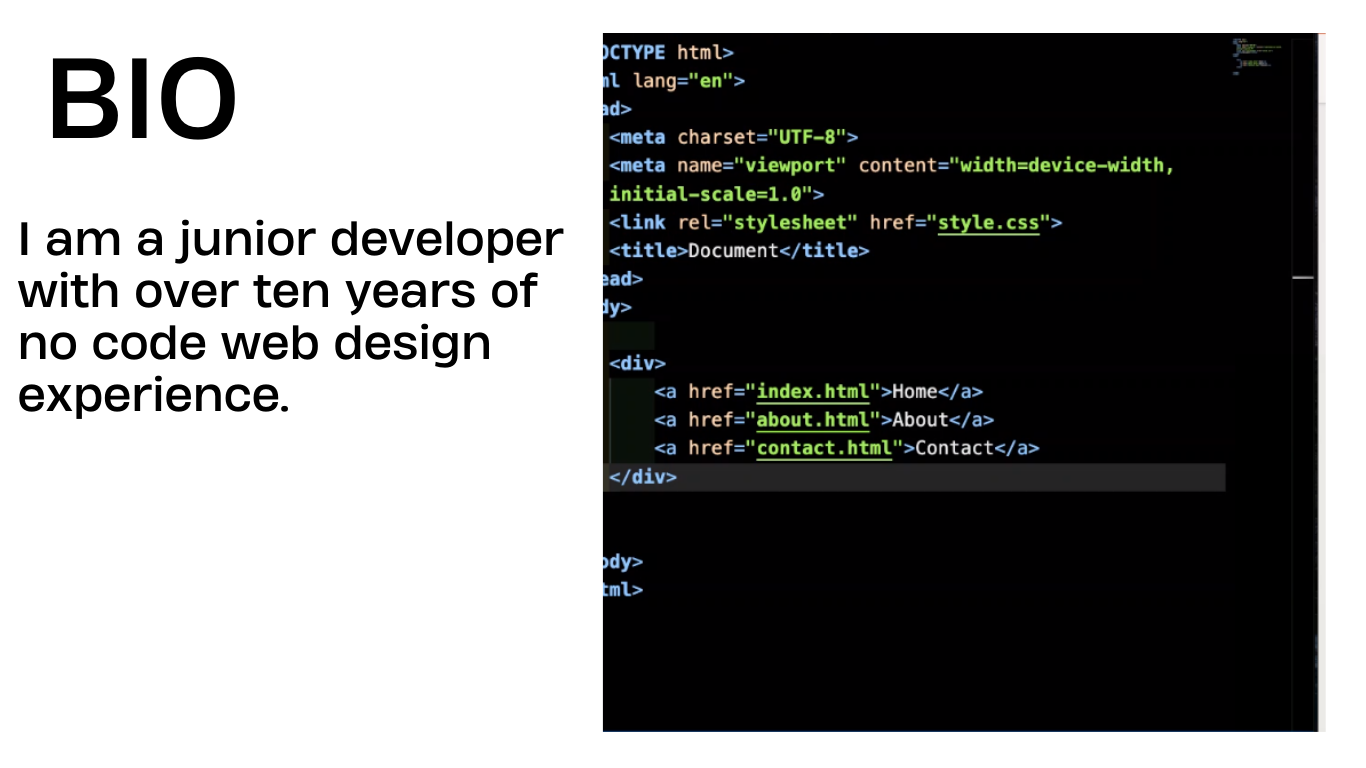 BIO
I am a junior developer
with over ten years of
no code web design
experience.
OCTYPE html>
ml lang="en">
ad>
<meta charset="UTF-8">
<meta name="viewport" content="width=device-width,
initial-scale=1.0">
<link rel="stylesheet" href="style.css">
<title>Document</title>
ead>
dy>
<div>
<a href="index.html">Home</a>
<a href="about.html">About</a>
<a href="contact.html">Contact</a>
</div>
ody>
tml>